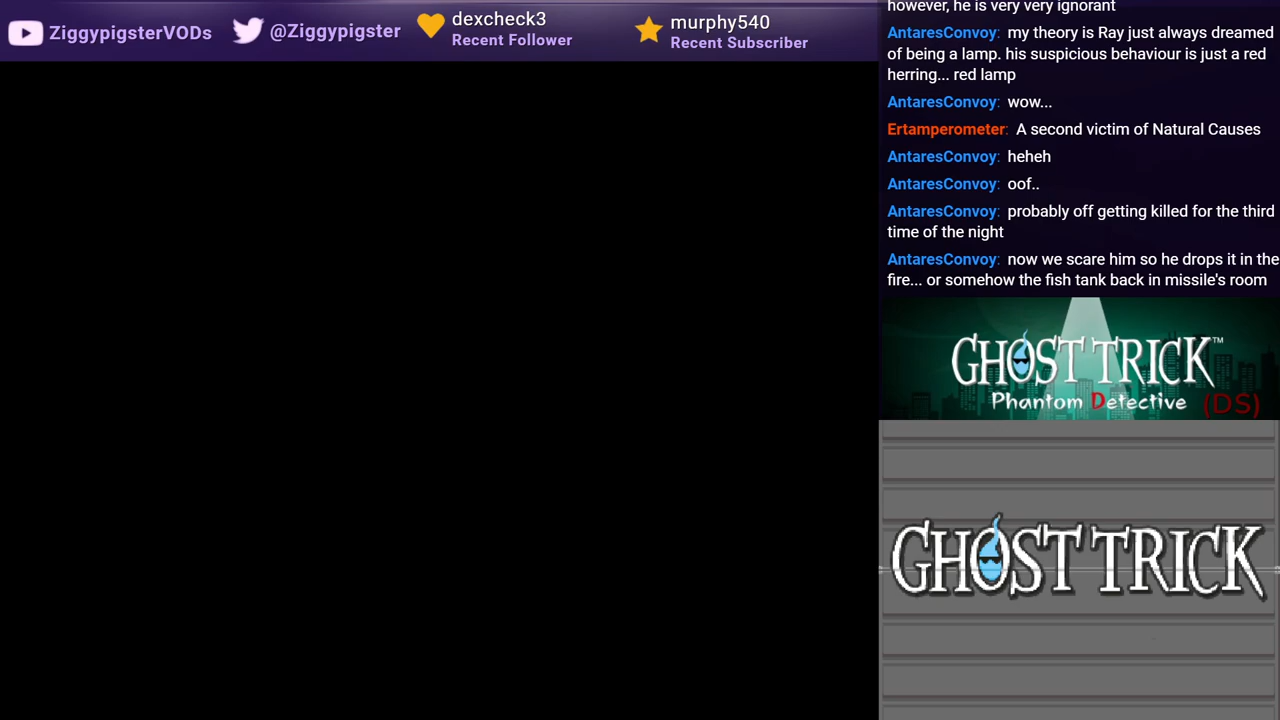 ZiggypigsterVODs
@Ziggypigster
dexcheck3
Recent Follower
murphy540
Recent Subscriber
however, he is very very ignorant
AntaresConvoy: my theory is Ray just always dreamed
of being a lamp. his suspicious behaviour is just a red
herring... red lamp
AntaresConvoy: wow...
Ertamperometer: A second victim of Natural Causes
AntaresConvoy: heheh
AntaresConvoy: oof..
AntaresConvoy: probably off getting killed for the third
time of the night
AntaresConvoy: now we scare him so he drops it in the
fire... or somehow the fish tank back in missile's room
GHOST TRICK™
Phantom Detective (DS)
GHOST TRICK